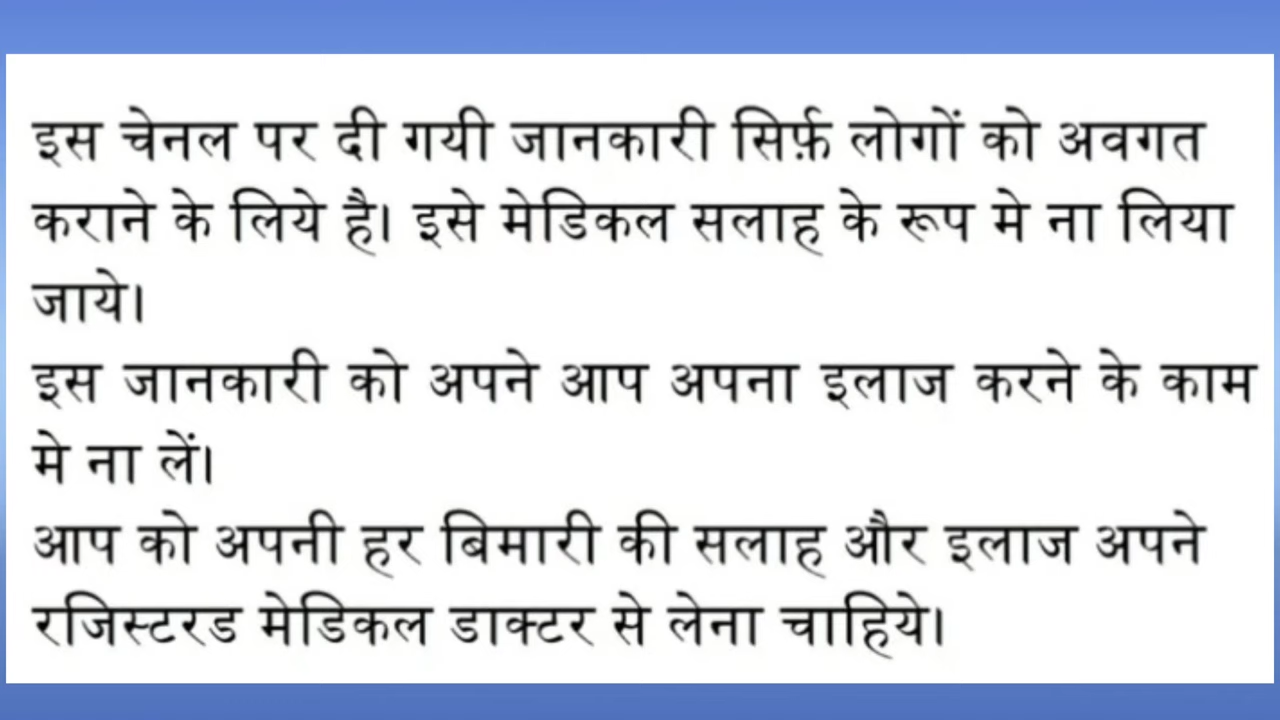 इस चेनल पर दी गयी जानकारी सिर्फ़ लोगों को अवगत
कराने के लिये है। इसे मेडिकल सलाह के रूप मे ना लिया
जाये।
इस जानकारी को अपने आप अपना इलाज करने के काम
मे ना लें।
आप को अपनी हर बिमारी की सलाह और इलाज अपने
रजिस्टरड मेडिकल डाक्टर से लेना चाहिये।